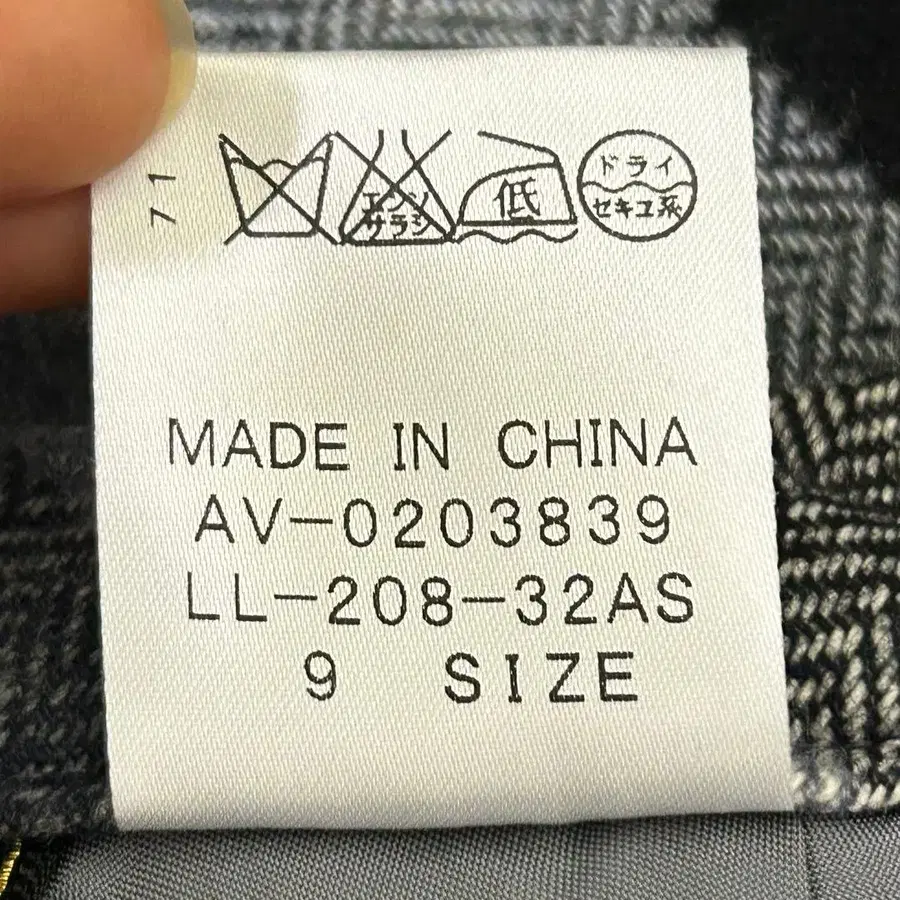 71
エンソ
サラシ
低
ドライ
セキユ系
MADE IN CHINA
AV-0203839
LL-208-32AS
9 SIZE